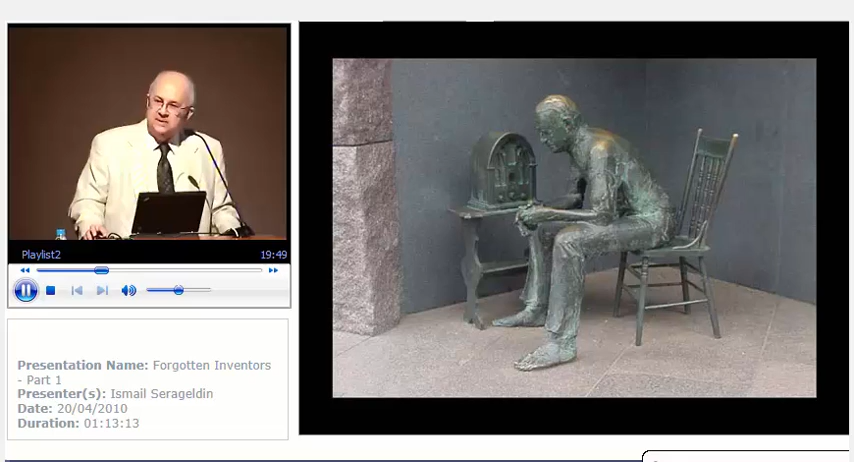 Playlist2 19:49
Presentation Name: Forgotten Inventors
- Part 1
Presenter(s): Ismail Serageldin
Date: 20/04/2010
Duration: 01:13:13